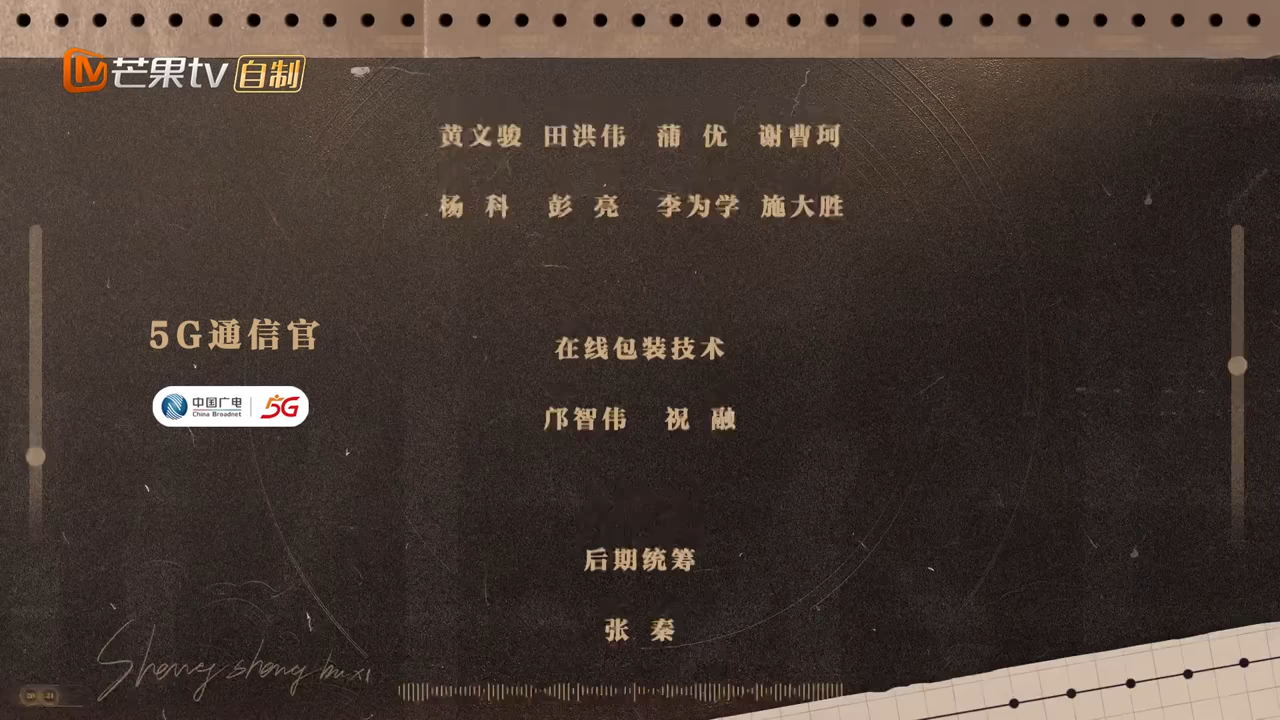 芒果tv 自制
黄文骏 田洪伟 蒲 优 谢曹珂
杨 科 彭 亮 李为学 施大胜
5G通信官
中国广电 5G
China Broadnet
在线包装技术
邝智伟 祝 融
后期统筹
张 秦
Sheng sheng bu xi